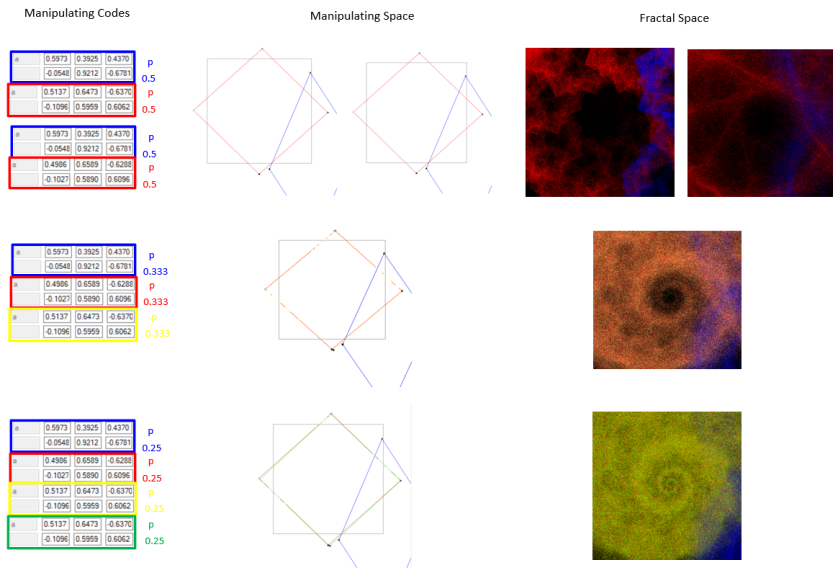 Manipulating Codes
Manipulating Space
Fractal Space
a 0.5973 0.3925 0.4370 p
-0.0548 0.9212 -0.6781 0.5
a 0.5137 0.6473 -0.6370 p
-0.1096 0.5959 0.6062 0.5
a 0.5973 0.3925 0.4370 p
-0.0548 0.9212 -0.6781 0.5
a 0.4986 0.6589 -0.6288 p
-0.1027 0.5890 0.6096 0.5
a 0.5973 0.3925 0.4370 p
-0.0548 0.9212 -0.6781 0.333
a 0.4986 0.6589 -0.6288 p
-0.1027 0.5890 0.6096 0.333
a 0.5137 0.6473 -0.6370 p
-0.1096 0.5959 0.6062 0.333
a 0.5973 0.3925 0.4370 p
-0.0548 0.9212 -0.6781 0.25
a 0.4986 0.6589 -0.6288 p
-0.1027 0.5890 0.6096 0.25
a 0.5137 0.6473 -0.6370 p
-0.1096 0.5959 0.6062 0.25
a 0.5137 0.6473 -0.6370 p
-0.1096 0.5959 0.6062 0.25